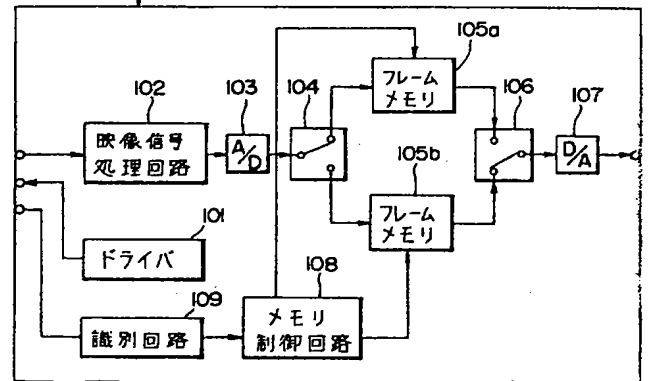 105a
102
103
104
フレーム
メモリ
106
107
映像信号
処理回路
A/D
D/A
105b
フレーム
メモリ
101
ドライバ
108
109
メモリ
制御回路
識別回路